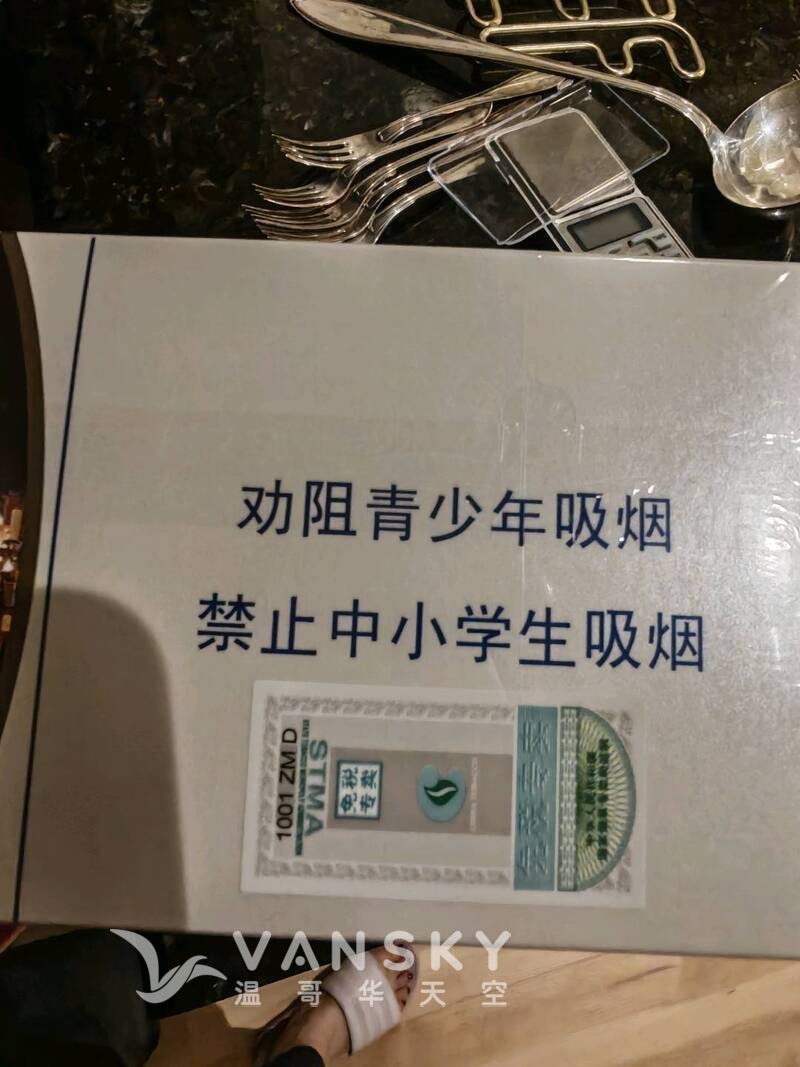 劝阻青少年吸烟
禁止中小学生吸烟
1001 ZM D
STMA
免税
专卖
VANSKY
温哥华天空